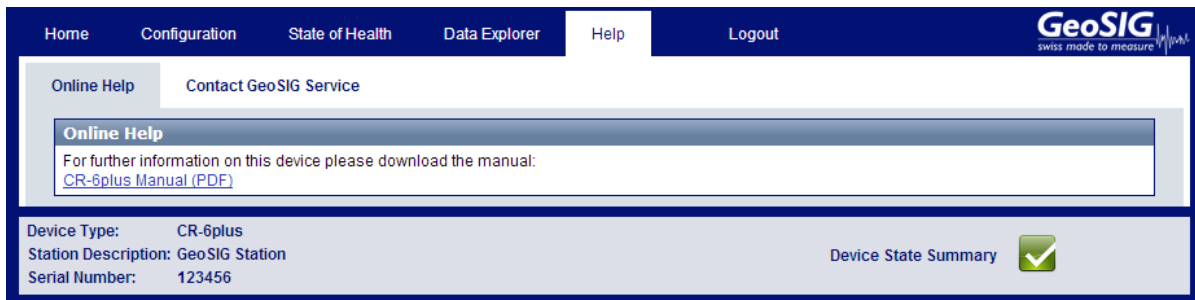 Home Configuration State of Health Data Explorer Help Logout
GeoSIG
swiss made to measure
Online Help Contact GeoSIG Service
Online Help
For further information on this device please download the manual:
CR-6plus Manual (PDF)
Device Type: CR-6plus
Station Description: GeoSIG Station
Device State Summary
Serial Number: 123456